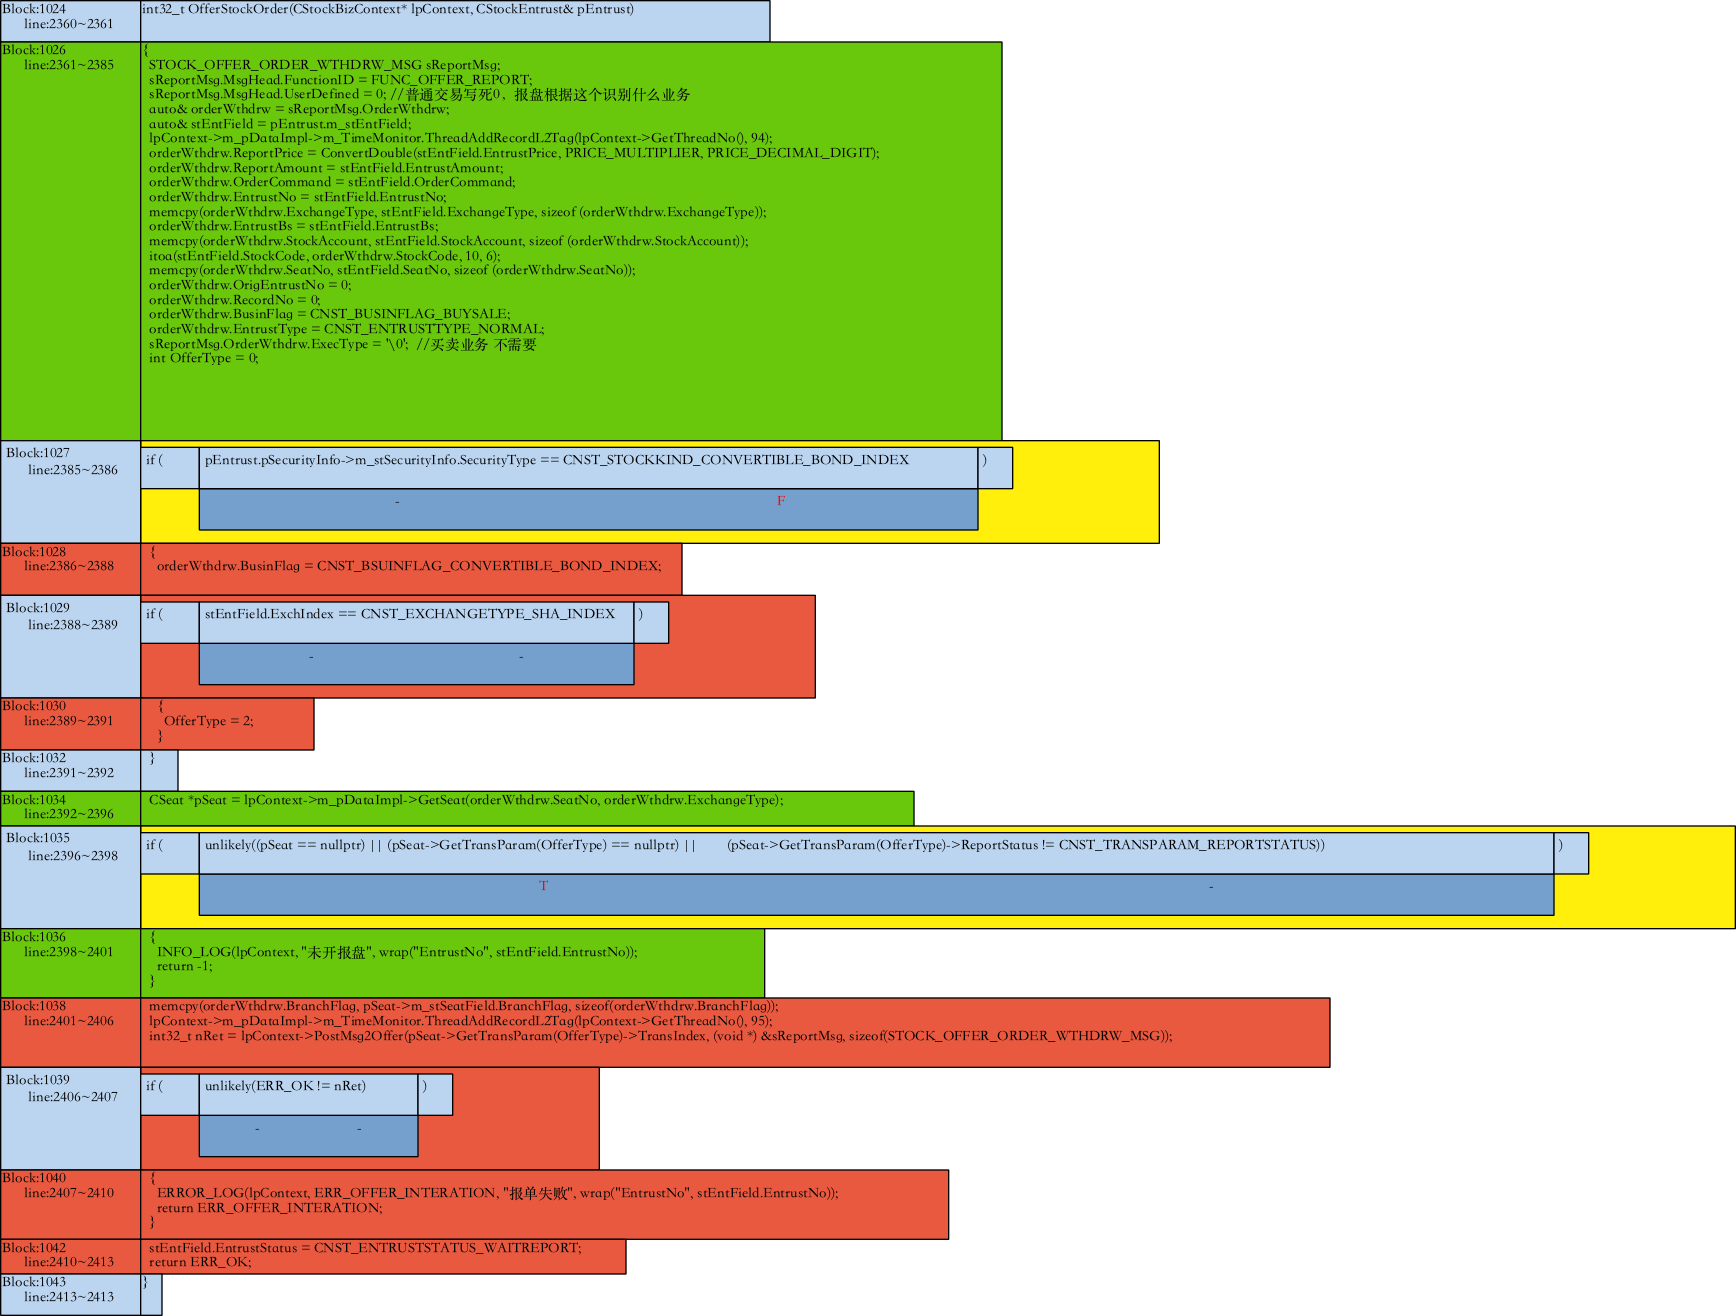 Block:1024
line:2360~2361
int32_t OfferStockOrder(CStockBizContext* lpContext, CStockEntrust& pEntrust)
Block:1026
line:2361~2385
{
STOCK_OFFER_ORDER_WTHDRW_MSG sReportMsg;
sReportMsg.MsgHead.FunctionID = FUNC_OFFER_REPORT;
sReportMsg.MsgHead.UserDefined = 0; //普通交易写死0，报盘根据这个识别什么业务
auto& orderWthdrw = sReportMsg.OrderWthdrw;
auto& stEntField = pEntrust.m_stEntField;
lpContext->m_pDataImpl->m_TimeMonitor.ThreadAddRecordL2Tag(lpContext->GetThreadNo(), 94);
orderWthdrw.ReportPrice = ConvertDouble(stEntField.EntrustPrice, PRICE_MULTIPLIER, PRICE_DECIMAL_DIGIT);
orderWthdrw.ReportAmount = stEntField.EntrustAmount;
orderWthdrw.OrderCommand = stEntField.OrderCommand;
orderWthdrw.EntrustNo = stEntField.EntrustNo;
memcpy(orderWthdrw.ExchangeType, stEntField.ExchangeType, sizeof (orderWthdrw.ExchangeType));
orderWthdrw.EntrustBs = stEntField.EntrustBs;
memcpy(orderWthdrw.StockAccount, stEntField.StockAccount, sizeof (orderWthdrw.StockAccount));
itoa(stEntField.StockCode, orderWthdrw.StockCode, 10, 6);
memcpy(orderWthdrw.SeatNo, stEntField.SeatNo, sizeof (orderWthdrw.SeatNo));
orderWthdrw.OrigEntrustNo = 0;
orderWthdrw.RecordNo = 0;
orderWthdrw.BusinFlag = CNST_BUSINFLAG_BUYSALE;
orderWthdrw.EntrustType = CNST_ENTRUSTTYPE_NORMAL;
sReportMsg.OrderWthdrw.ExecType = '\0'; //买卖业务 不需要
int OfferType = 0;
Block:1027
line:2385~2386
if ( pEntrust.pSecurityInfo->m_stSecurityInfo.SecurityType == CNST_STOCKKIND_CONVERTIBLE_BOND_INDEX )
- F
Block:1028
line:2386~2388
{
orderWthdrw.BusinFlag = CNST_BSUINFLAG_CONVERTIBLE_BOND_INDEX;
Block:1029
line:2388~2389
if ( stEntField.ExchIndex == CNST_EXCHANGETYPE_SHA_INDEX )
- -
Block:1030
line:2389~2391
{
OfferType = 2;
}
Block:1032
line:2391~2392
}
Block:1034
line:2392~2396
CSeat *pSeat = lpContext->m_pDataImpl->GetSeat(orderWthdrw.SeatNo, orderWthdrw.ExchangeType);
Block:1035
line:2396~2398
if ( unlikely((pSeat == nullptr) || (pSeat->GetTransParam(OfferType) == nullptr) || (pSeat->GetTransParam(OfferType)->ReportStatus != CNST_TRANSPARAM_REPORTSTATUS)) )
T -
Block:1036
line:2398~2401
{
INFO_LOG(lpContext, "未开报盘", wrap("EntrustNo", stEntField.EntrustNo));
return -1;
}
Block:1038
line:2401~2406
memcpy(orderWthdrw.BranchFlag, pSeat->m_stSeatField.BranchFlag, sizeof(orderWthdrw.BranchFlag));
lpContext->m_pDataImpl->m_TimeMonitor.ThreadAddRecordL2Tag(lpContext->GetThreadNo(), 95);
int32_t nRet = lpContext->PostMsg2Offer(pSeat->GetTransParam(OfferType)->TransIndex, (void *) &sReportMsg, sizeof(STOCK_OFFER_ORDER_WTHDRW_MSG));
Block:1039
line:2406~2407
if ( unlikely(ERR_OK != nRet) )
- -
Block:1040
line:2407~2410
{
ERROR_LOG(lpContext, ERR_OFFER_INTERATION, "报单失败", wrap("EntrustNo", stEntField.EntrustNo));
return ERR_OFFER_INTERATION;
}
Block:1042
line:2410~2413
stEntField.EntrustStatus = CNST_ENTRUSTSTATUS_WAITREPORT;
return ERR_OK;
Block:1043
line:2413~2413
}